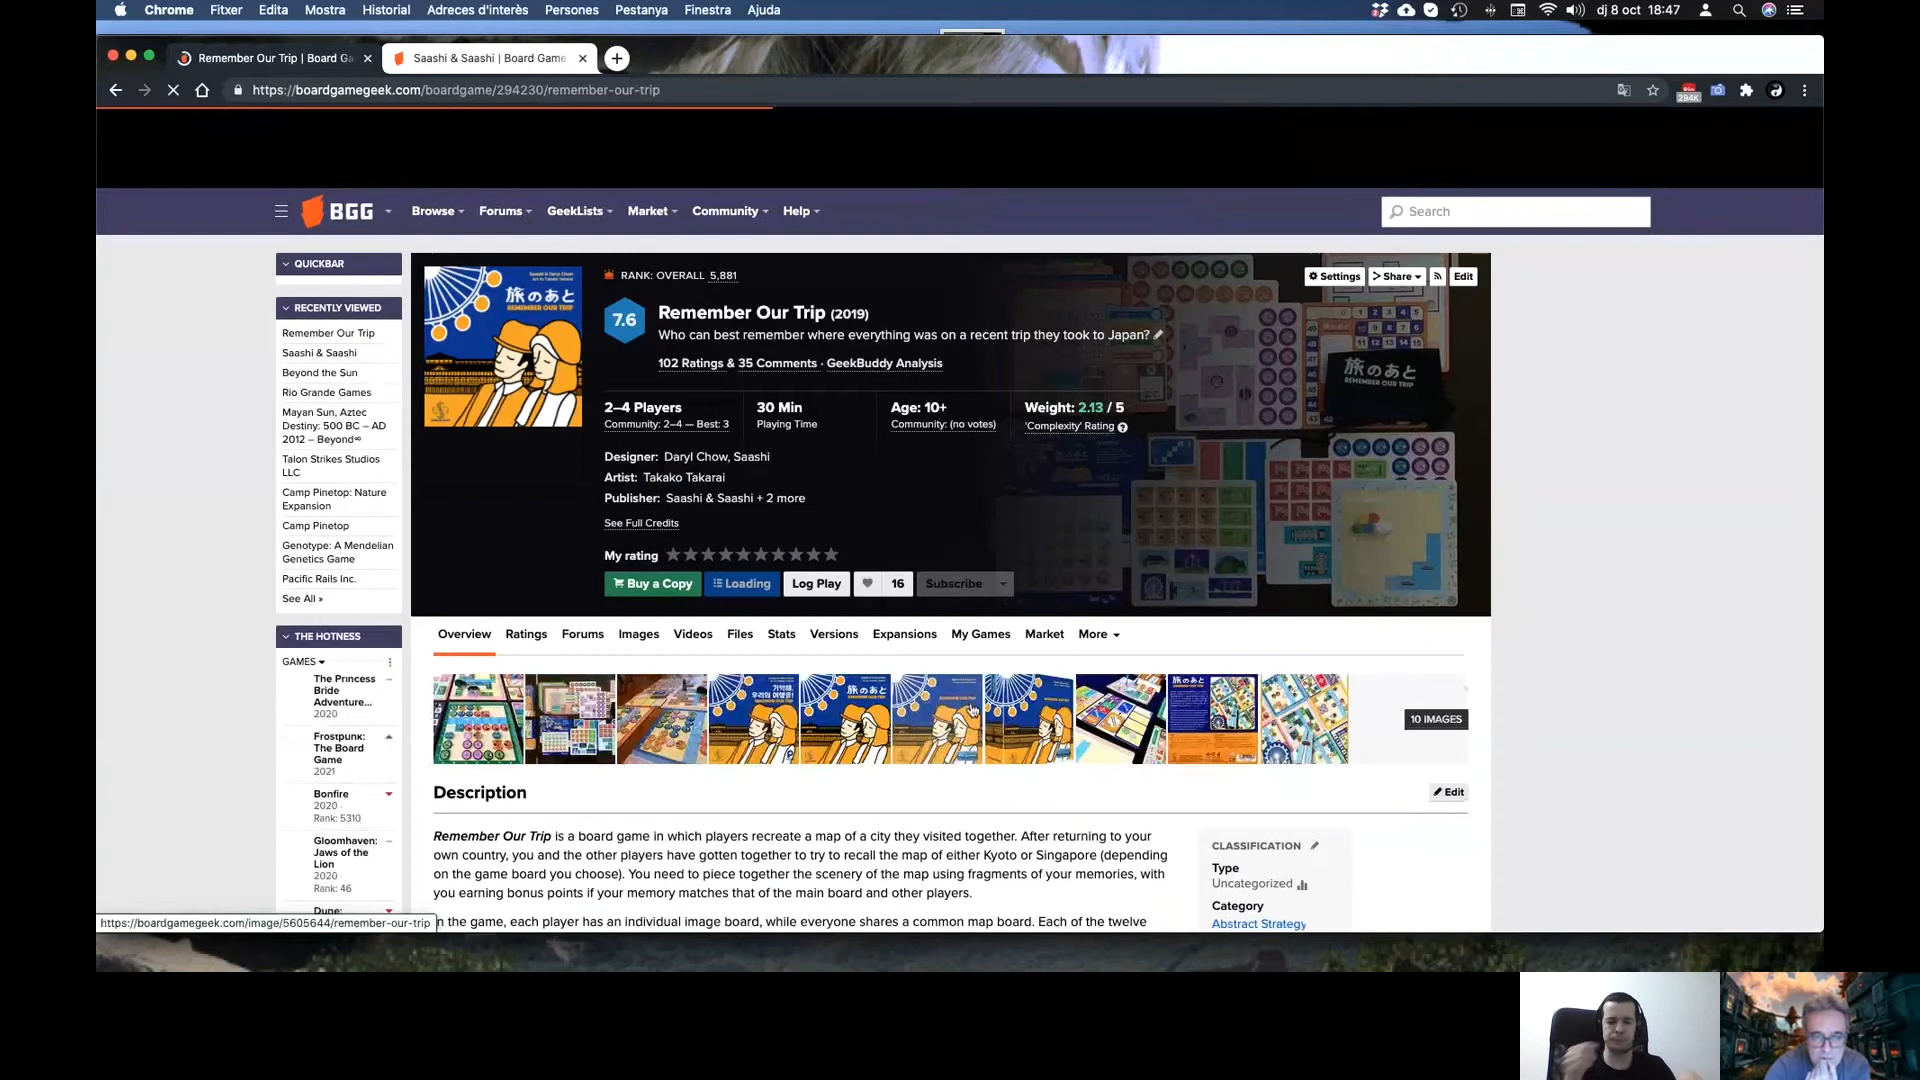 Chrome Fitxer Edita Mostra Historial Adreces d'interès Persones Pestanya Finestra Ajuda
dj 8 oct 18:47
Remember Our Trip | Board Ga
Saashi & Saashi | Board Game
https://boardgamegeek.com/boardgame/294230/remember-our-trip
294K
BGG
Browse Forums GeekLists Market Community Help
Search
QUICKBAR
RECENTLY VIEWED
Remember Our Trip
Saashi & Saashi
Beyond the Sun
Rio Grande Games
Mayan Sun, Aztec
Destiny: 500 BC – AD
2012 – Beyond∞
Talon Strikes Studios
LLC
Camp Pinetop: Nature
Expansion
Camp Pinetop
Genotype: A Mendelian
Genetics Game
Pacific Rails Inc.
See All »
THE HOTNESS
GAMES
The Princess
Bride
Adventure...
2020
Frostpunk:
The Board
Game
2021
Bonfire
2020
Rank: 5310
Gloomhaven:
Jaws of the
Lion
2020
Rank: 46
Dune:
旅のあと
REMEMBER OUR TRIP
RANK: OVERALL 5,881
Settings Share Edit
7.6
Remember Our Trip (2019)
Who can best remember where everything was on a recent trip they took to Japan?
102 Ratings & 35 Comments · GeekBuddy Analysis
2–4 Players
Community: 2–4 — Best: 3
30 Min
Playing Time
Age: 10+
Community: (no votes)
Weight: 2.13 / 5
'Complexity' Rating
Designer: Daryl Chow, Saashi
Artist: Takako Takarai
Publisher: Saashi & Saashi + 2 more
See Full Credits
My rating
Buy a Copy Loading Log Play 16 Subscribe
旅のあと
REMEMBER OUR TRIP
Overview Ratings Forums Images Videos Files Stats Versions Expansions My Games Market More
10 IMAGES
Description
Edit
Remember Our Trip is a board game in which players recreate a map of a city they visited together. After returning to your
own country, you and the other players have gotten together to try to recall the map of either Kyoto or Singapore (depending
on the game board you choose). You need to piece together the scenery of the map using fragments of your memories, with
you earning bonus points if your memory matches that of the main board and other players.
n the game, each player has an individual image board, while everyone shares a common map board. Each of the twelve
CLASSIFICATION
Type
Uncategorized
Category
Abstract Strategy
https://boardgamegeek.com/image/5605644/remember-our-trip